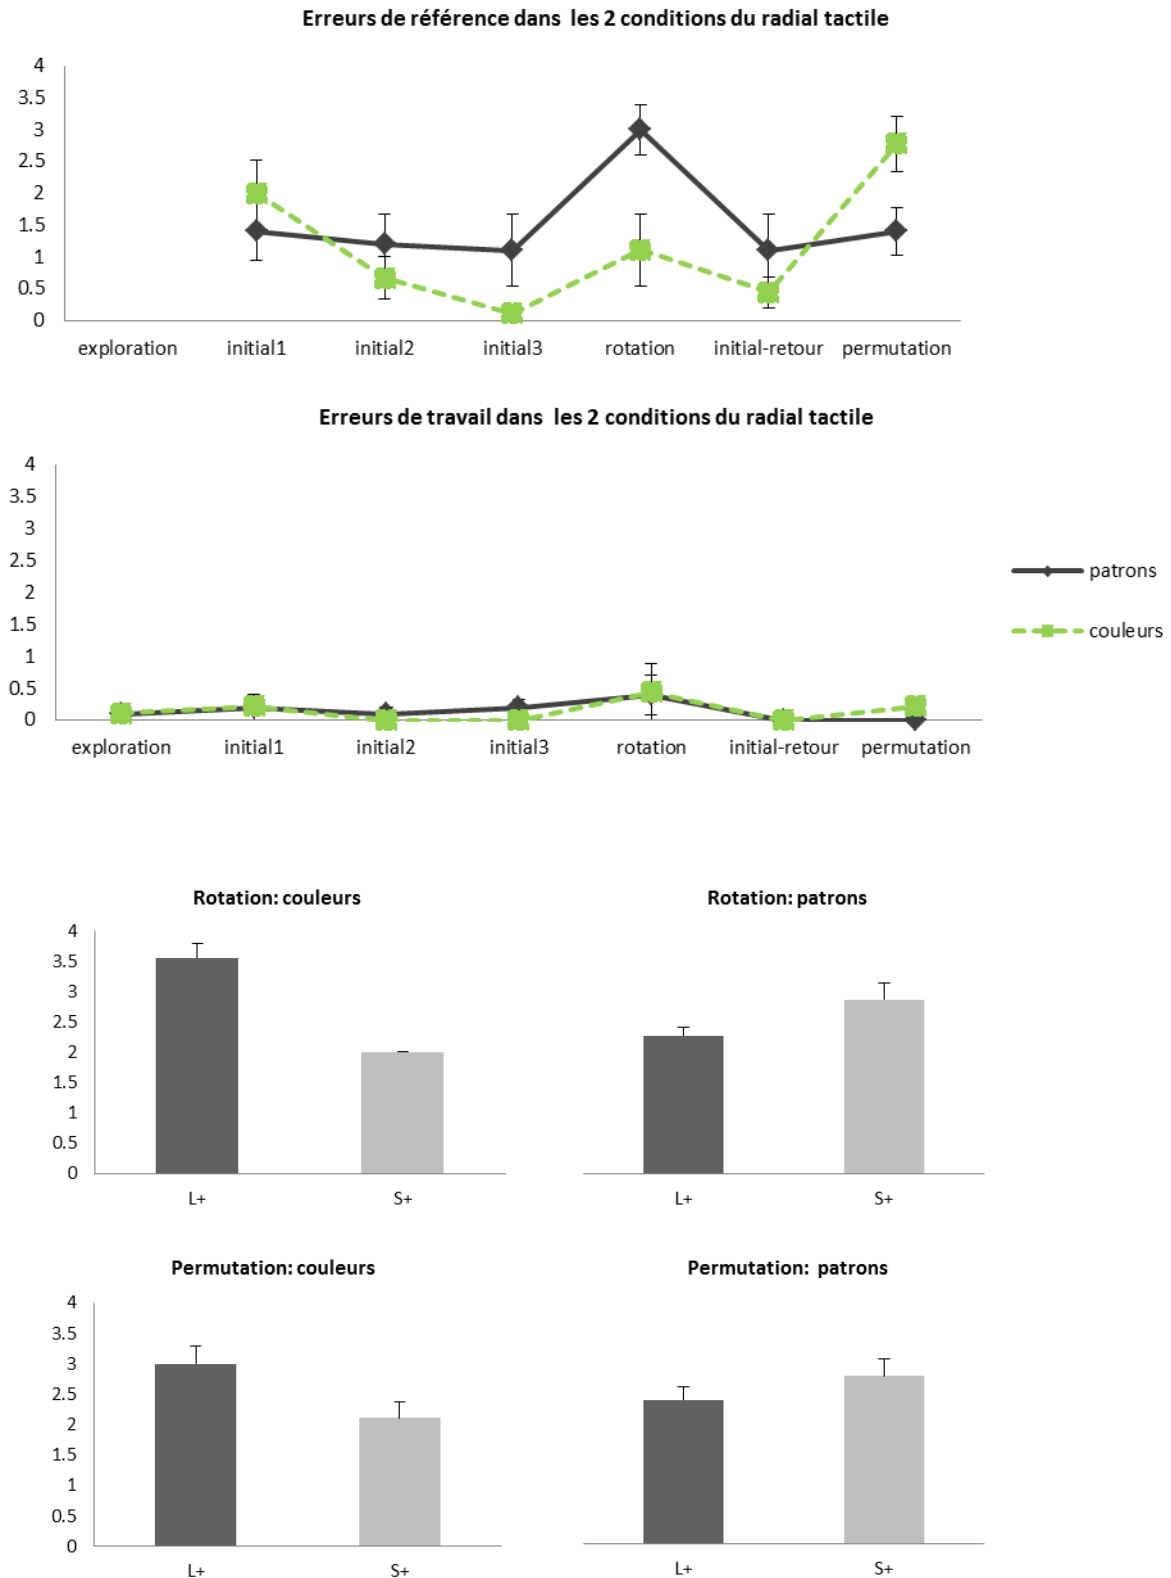 Erreurs de référence dans les 2 conditions du radial tactile
4
3.5
3
2.5
2
1.5
1
0.5
0
exploration initial1 initial2 initial3 rotation initial-retour permutation
Erreurs de travail dans les 2 conditions du radial tactile
4
3.5
3
2.5
2
1.5
1
0.5
0
exploration initial1 initial2 initial3 rotation initial-retour permutation
patrons
couleurs
Rotation: couleurs
4
3.5
3
2.5
2
1.5
1
0.5
0
L+ S+
Rotation: patrons
L+ S+
Permutation: couleurs
4
3.5
3
2.5
2
1.5
1
0.5
0
L+ S+
Permutation: patrons
L+ S+